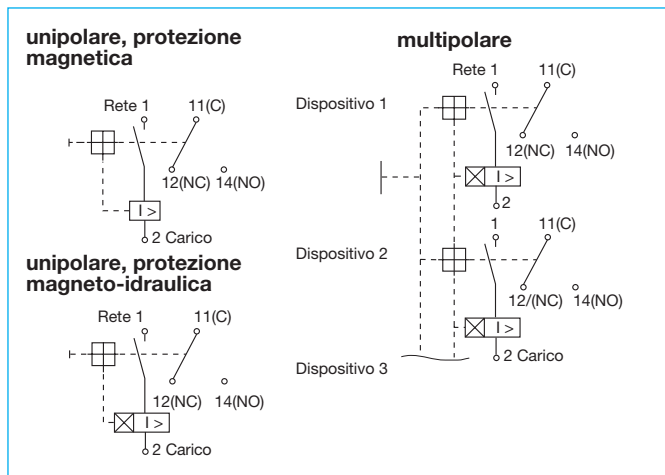 unipolare, protezione
magnetica
Rete 1
11(C)
12(NC)
14(NO)
I >
2 Carico
unipolare, protezione
magneto-idraulica
Rete 1
11(C)
12(NC)
14(NO)
I >
2 Carico
multipolare
Rete 1
11(C)
Dispositivo 1
12(NC)
14(NO)
I >
2
1
11(C)
Dispositivo 2
12/(NC)
14(NO)
I >
2 Carico
Dispositivo 3